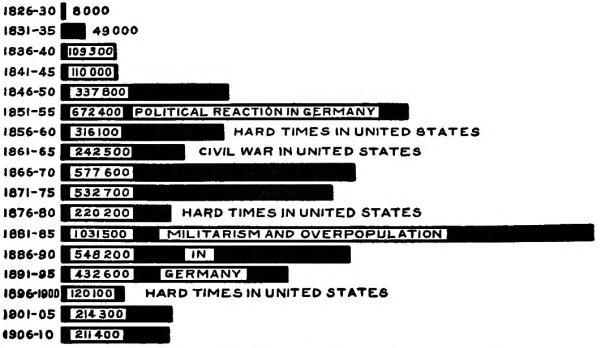 1826-30 8000
1831-35 49000
1836-40 109300
1841-45 110000
1846-50 337800
1851-55 672400 POLITICAL REACTION IN GERMANY
1856-60 316100 HARD TIMES IN UNITED STATES
1861-65 242500 CIVIL WAR IN UNITED STATES
1866-70 577600
1871-75 532700
1876-80 220200 HARD TIMES IN UNITED STATES
1881-85 1031500 MILITARISM AND OVERPOPULATION
1886-90 548200 IN
1891-95 432600 GERMANY
1896-1900 120100 HARD TIMES IN UNITED STATES
1901-05 214300
1906-10 211400